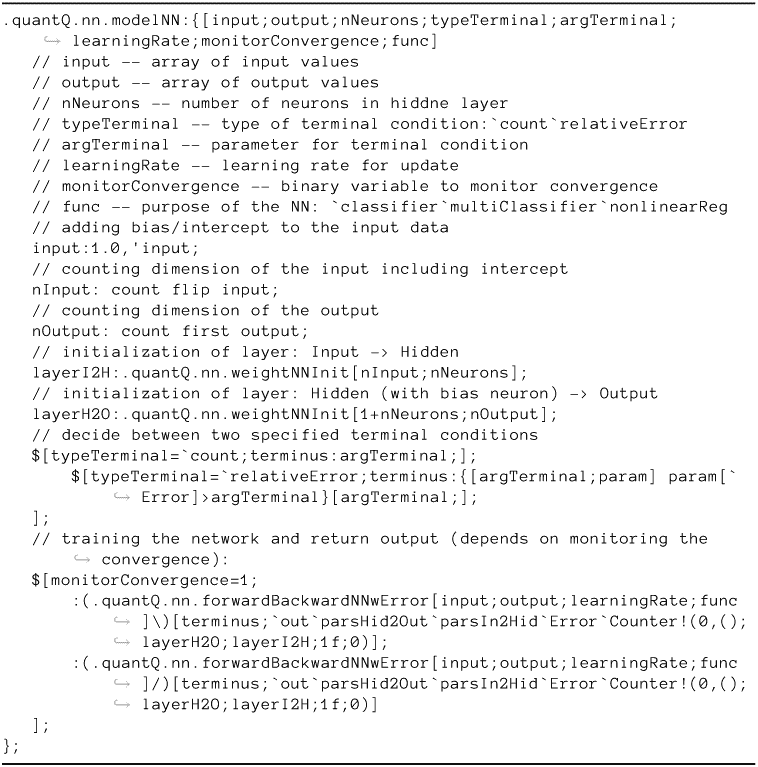 .quantQ.nn.modelNN:{[input;output;nNeurons;typeTerminal;argTerminal;
↪ learningRate;monitorConvergence;func]
// input -- array of input values
// output -- array of output values
// nNeurons -- number of neurons in hiddne layer
// typeTerminal -- type of terminal condition:`count`relativeError
// argTerminal -- parameter for terminal condition
// learningRate -- learning rate for update
// monitorConvergence -- binary variable to monitor convergence
// func -- purpose of the NN: `classifier`multiClassifier`nonlinearReg
// adding bias/intercept to the input data
input:1.0,'input;
// counting dimension of the input including intercept
nInput: count flip input;
// counting dimension of the output
nOutput: count first output;
// initialization of layer: Input -> Hidden
layerI2H:.quantQ.nn.weightNNInit[nInput;nNeurons];
// initialization of layer: Hidden (with bias neuron) -> Output
layerH2O:.quantQ.nn.weightNNInit[1+nNeurons;nOutput];
// decide between two specified terminal conditions
$[typeTerminal=`count;terminus:argTerminal;];
$[typeTerminal=`relativeError;terminus:{[argTerminal;param] param[`
↪ Error]>argTerminal}[argTerminal;];
];
// training the network and return output (depends on monitoring the
↪ convergence):
$[monitorConvergence=1;
:(.quantQ.nn.forwardBackwardNNwError[input;output;learningRate;func
↪ ]\)[terminus;`out`parsHid2Out`parsIn2Hid`Error`Counter!(0,();
↪ layerH2O;layerI2H;1f;0)];
:(.quantQ.nn.forwardBackwardNNwError[input;output;learningRate;func
↪ ]/)[terminus;`out`parsHid2Out`parsIn2Hid`Error`Counter!(0,();
↪ layerH2O;layerI2H;1f;0)]
];
};